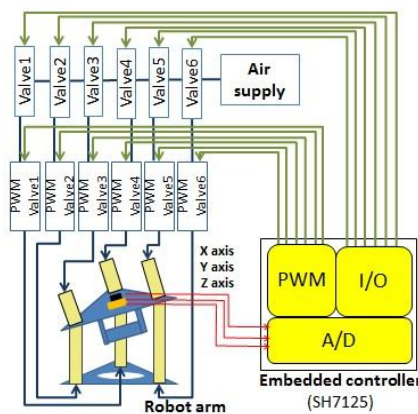 Valve1
Valve2
Valve3
Valve4
Valve5
Valve6
Air
supply
PWM
Valve1
PWM
Valve2
PWM
Valve3
PWM
Valve4
PWM
Valve5
PWM
Valve6
X axis
Y axis
Z axis
PWM
I/O
A/D
Embedded controller
(SH7125)
Robot arm